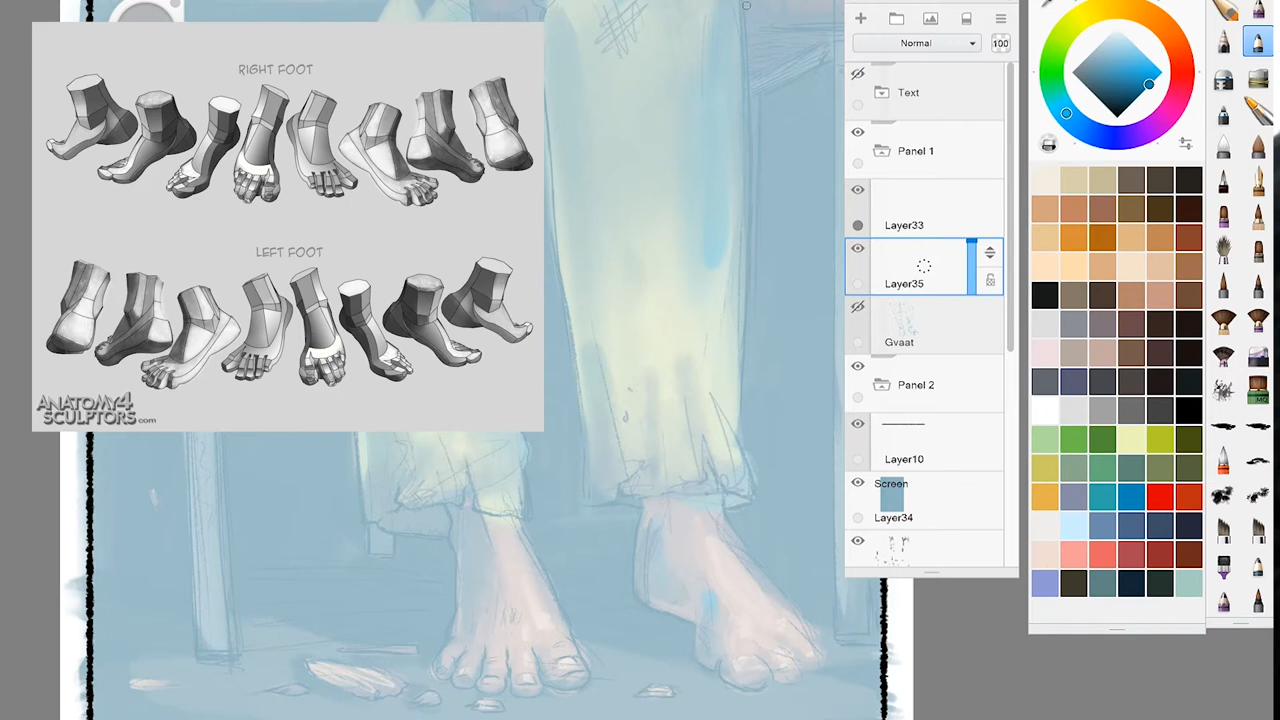 RIGHT FOOT
LEFT FOOT
ANATOMY4
SCULPTORS.com
Normal
100
Text
Panel 1
Layer33
Layer35
Gvaat
Panel 2
Layer10
Screen
Layer34